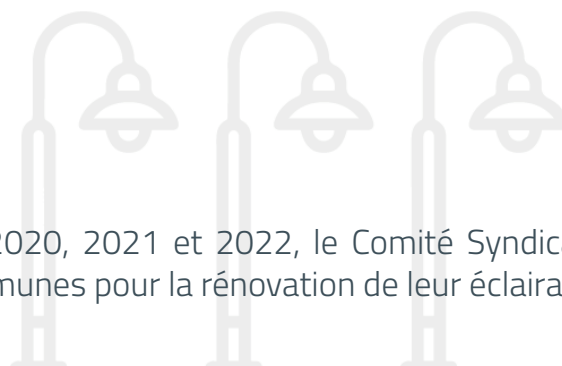 2020, 2021 et 2022, le Comité Syndica
munes pour la rénovation de leur éclaira